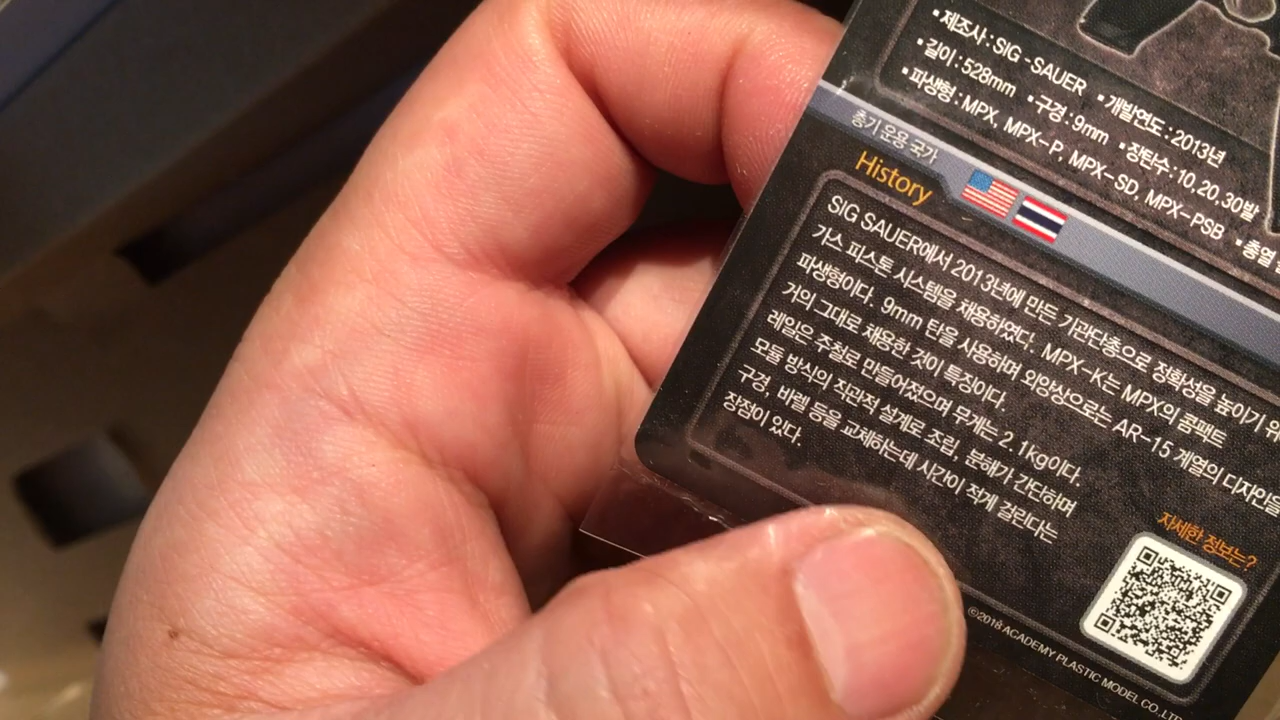 ▪제조사 : SIG -SAUER ▪개발연도 : 2013년
▪길이 : 528mm ▪구경 : 9mm ▪장탄수 : 10,20,30발
▪파생형 : MPX, MPX-P, MPX-SD, MPX-PSB ▪총열
총기 운용 국가
History
SIG SAUER에서 2013년에 만든 기관단총으로 정확성을 높이기 위
가스 피스톤 시스템을 채용하였다. MPX-K는 MPX의 콤팩트
파생형이다. 9mm 탄을 사용하며 외양상으로는 AR-15 계열의 디자인을
거의 그대로 채용한 것이 특징이다.
레일은 주철로 만들어졌으며 무게는 2.1kg이다.
모듈 방식의 직관적 설계로 조립, 분해가 간단하며
구경, 바렐 등을 교체하는데 시간이 적게 걸린다는
장점이 있다.
자세한 정보는?
©2018 ACADEMY PLASTIC MODEL CO.,LTD